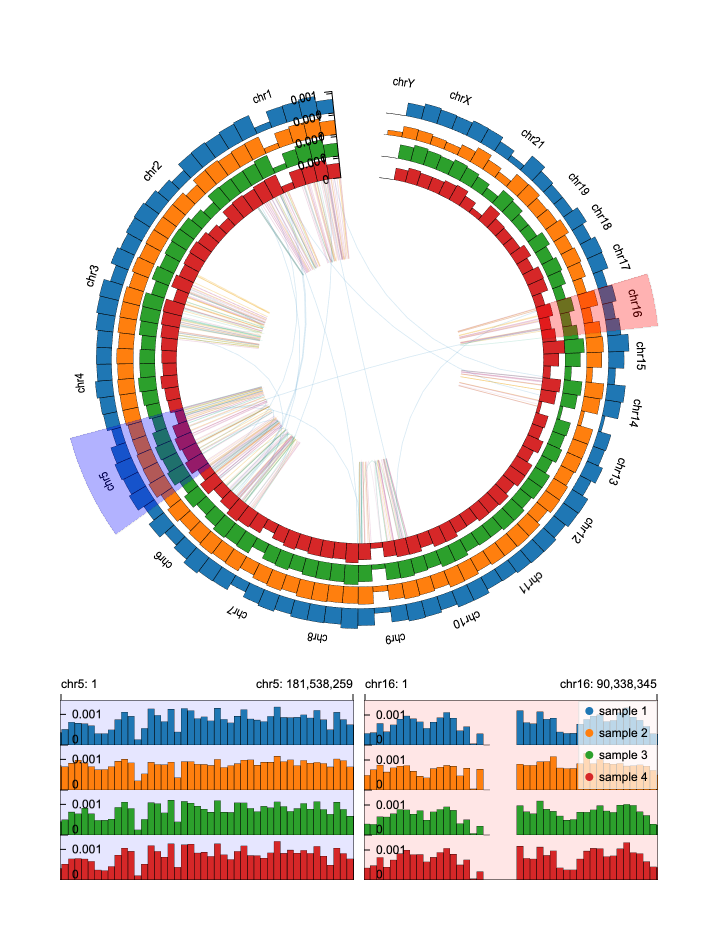 chr1
chrY
chrX
chr2
chr21
chr19
chr18
chr3
chr17
chr16
chr4
chr15
chr14
chr5
chr13
chr6
chr12
chr7
chr11
chr8
chr9
chr10
0.001
0
chr5: 1
chr5: 181,538,259
chr16: 1
chr16: 90,338,345
0.001
0
0.001
0
0.001
0
0.001
0
0.001
0
0.001
0
0.001
0
0.001
0
sample 1
sample 2
sample 3
sample 4